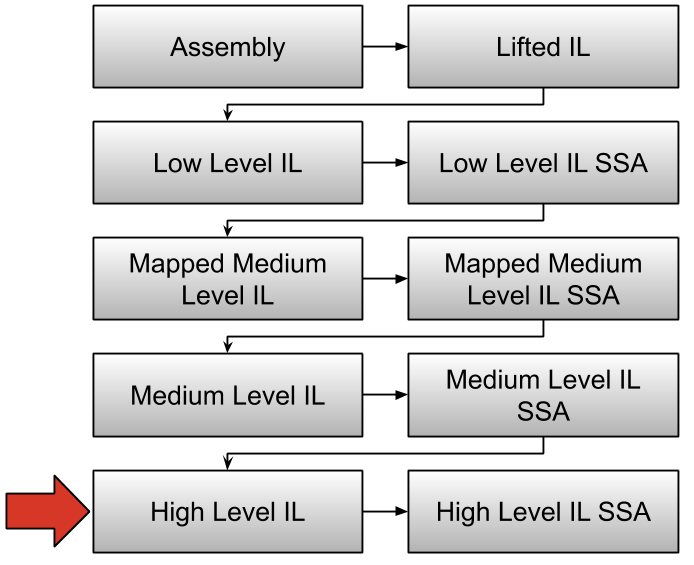 Assembly
Lifted IL
Low Level IL
Low Level IL SSA
Mapped Medium
Level IL
Mapped Medium
Level IL SSA
Medium Level IL
Medium Level IL
SSA
High Level IL
High Level IL SSA